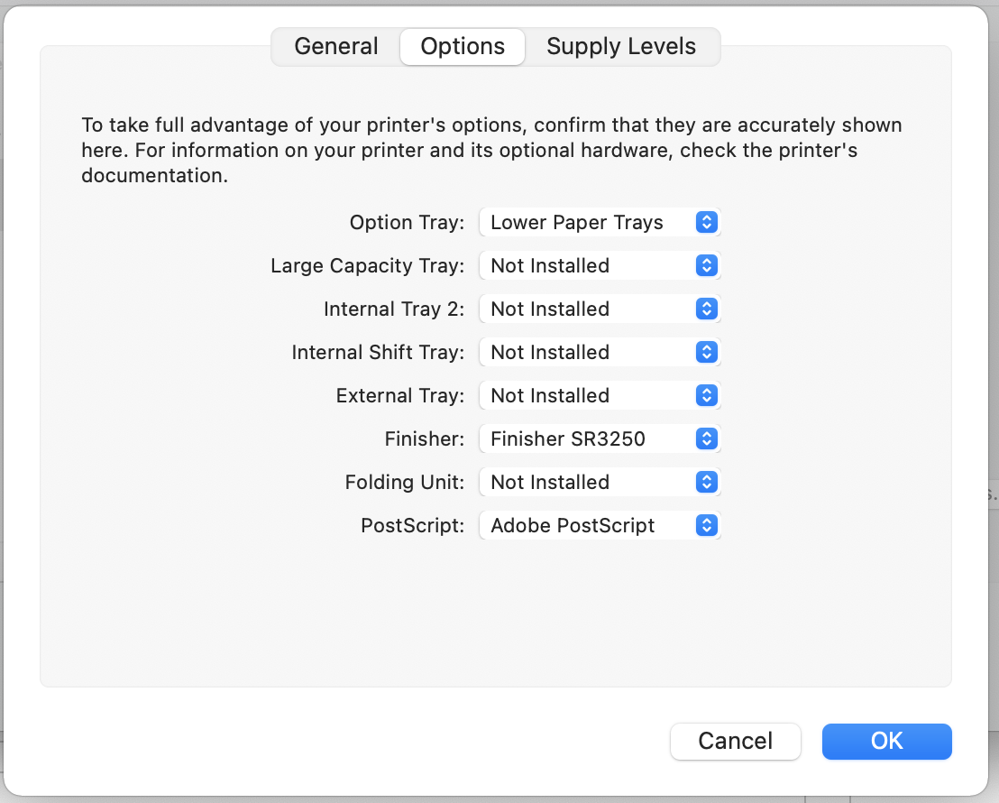 General Options Supply Levels
To take full advantage of your printer's options, confirm that they are accurately shown
here. For information on your printer and its optional hardware, check the printer's
documentation.
Option Tray: Lower Paper Trays
Large Capacity Tray: Not Installed
Internal Tray 2: Not Installed
Internal Shift Tray: Not Installed
External Tray: Not Installed
Finisher: Finisher SR3250
Folding Unit: Not Installed
PostScript: Adobe PostScript
Cancel OK